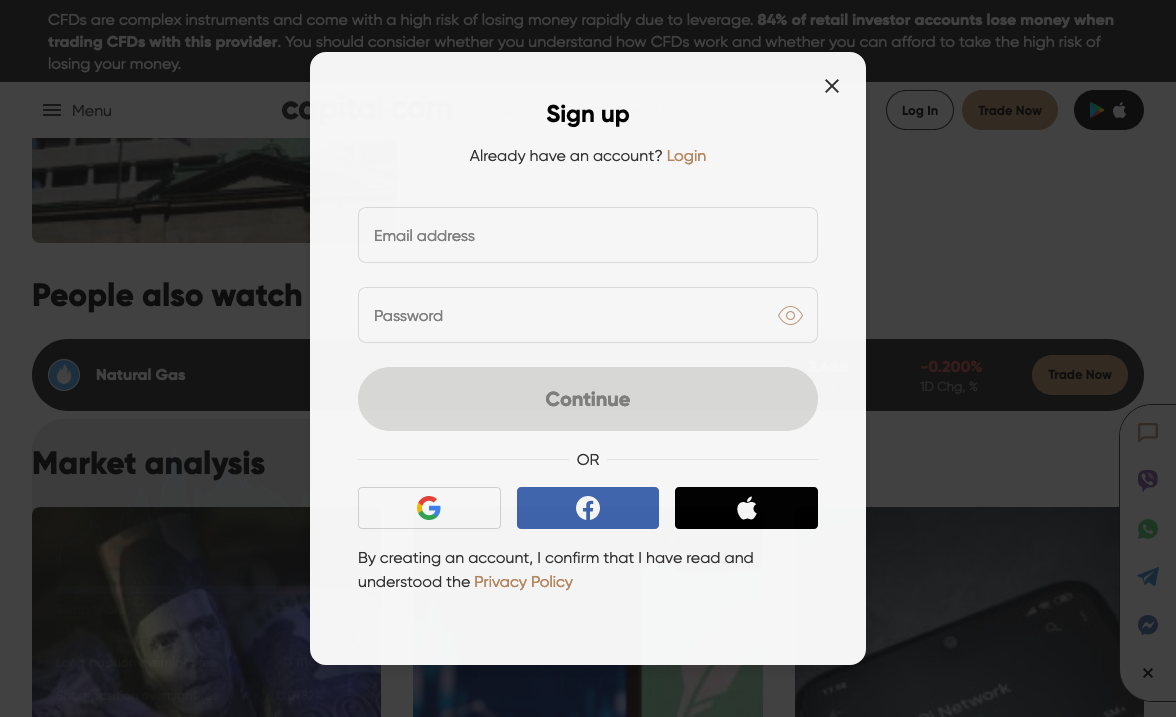 CFDs are complex instruments and come with a high risk of losing money rapidly due to leverage. 84% of retail investor accounts lose money when
trading CFDs with this provider. You should consider whether you understand how CFDs work and whether you can afford to take the high risk of
losing your money.
Menu
capital.com
Log In
Trade Now
Sign up
Already have an account? Login
Email address
Password
Continue
OR
By creating an account, I confirm that I have read and
understood the Privacy Policy
People also watch
Natural Gas
-0.200%
1D Chg, %
Trade Now
Market analysis
17:58
Network